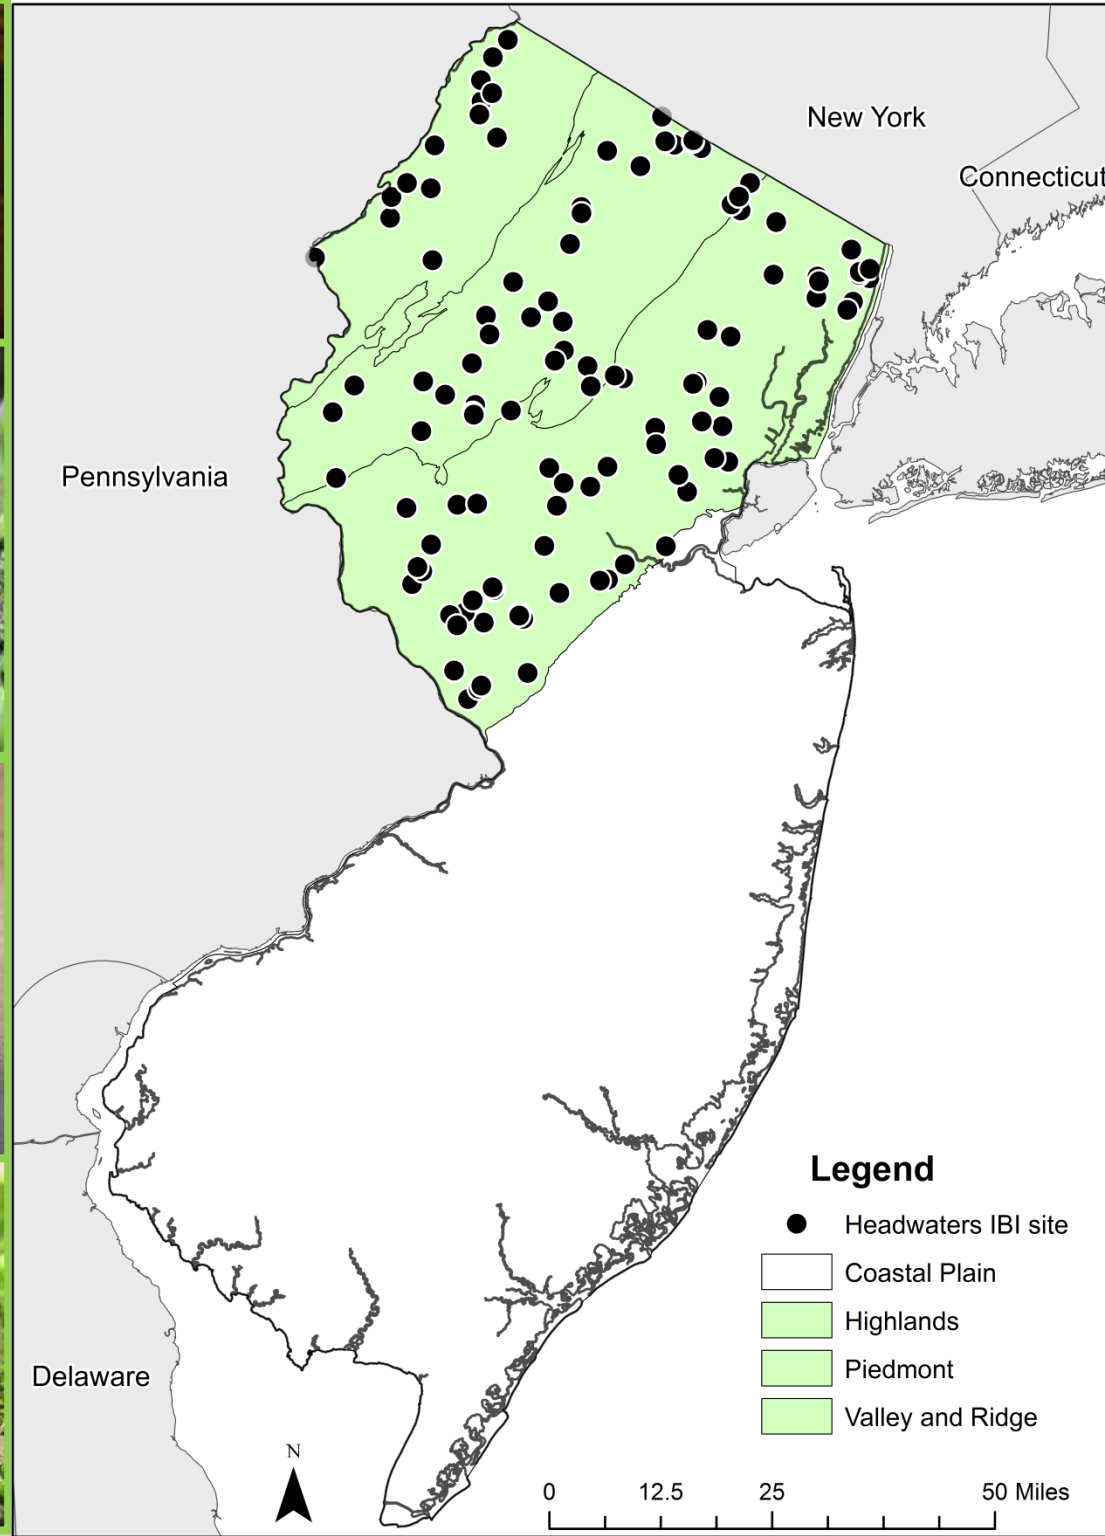 New York
Connecticut
Pennsylvania
Legend
Headwaters IBI site
Coastal Plain
Highlands
Piedmont
Valley and Ridge
Delaware
N
0 12.5 25 50 Miles